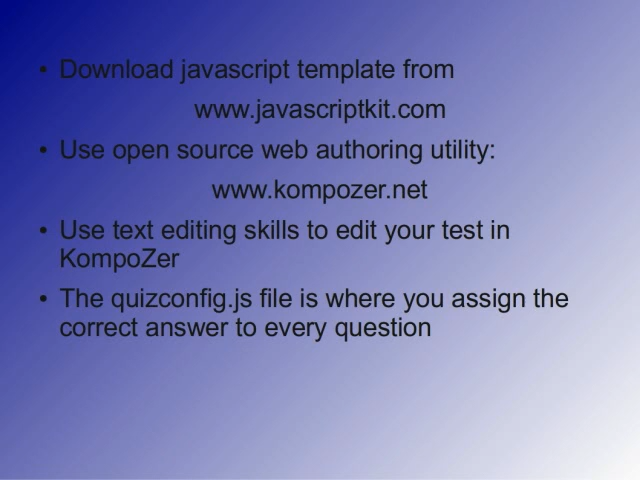 • Download javascript template from
www.javascriptkit.com
• Use open source web authoring utility:
www.kompozer.net
• Use text editing skills to edit your test in
KompoZer
• The quizconfig.js file is where you assign the
correct answer to every question